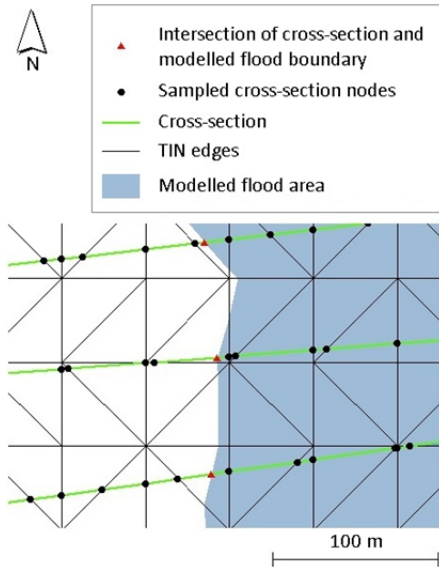 N
Intersection of cross-section and
modelled flood boundary
Sampled cross-section nodes
Cross-section
TIN edges
Modelled flood area
100 m